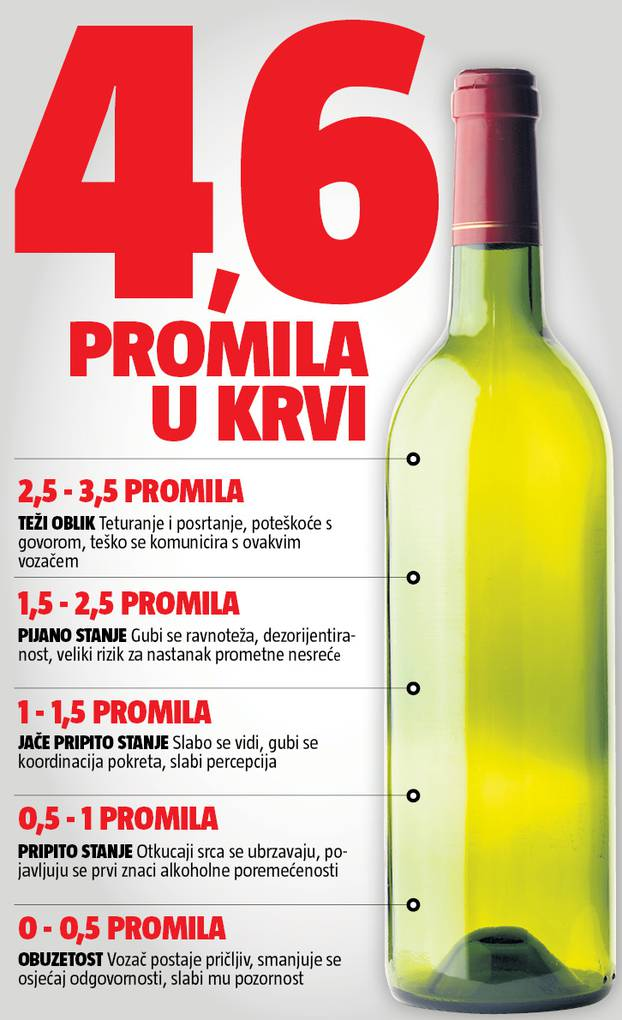 4,6
PROMILA
U KRVI
2,5 - 3,5 PROMILA
TEŽI OBLIK Teturanje i posrtanje, poteškoće s
govorom, teško se komunicira s ovakvim
vozačem
1,5 - 2,5 PROMILA
PIJANO STANJE Gubi se ravnoteža, dezorijentira-
nost, veliki rizik za nastanak prometne nesreće
1 - 1,5 PROMILA
JAČE PRIPITO STANJE Slabo se vidi, gubi se
koordinacija pokreta, slabi percepcija
0,5 - 1 PROMILA
PRIPITO STANJE Otkucaji srca se ubrzavaju, po-
javljuju se prvi znaci alkoholne poremećenosti
0 - 0,5 PROMILA
OBUZETOST Vozač postaje pričljiv, smanjuje se
osjećaj odgovornosti, slabi mu pozornost